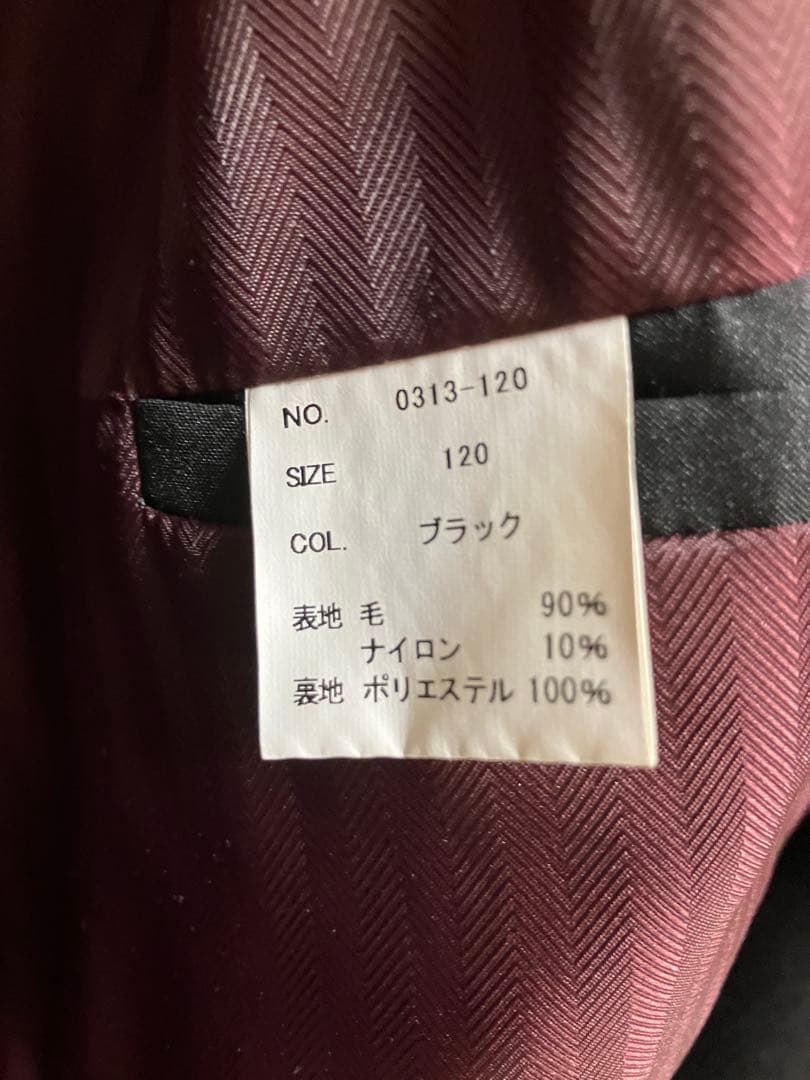 NO. 0313-120
SIZE 120
COL. ブラック
表地 毛 90%
ナイロン 10%
裏地 ポリエステル 100%